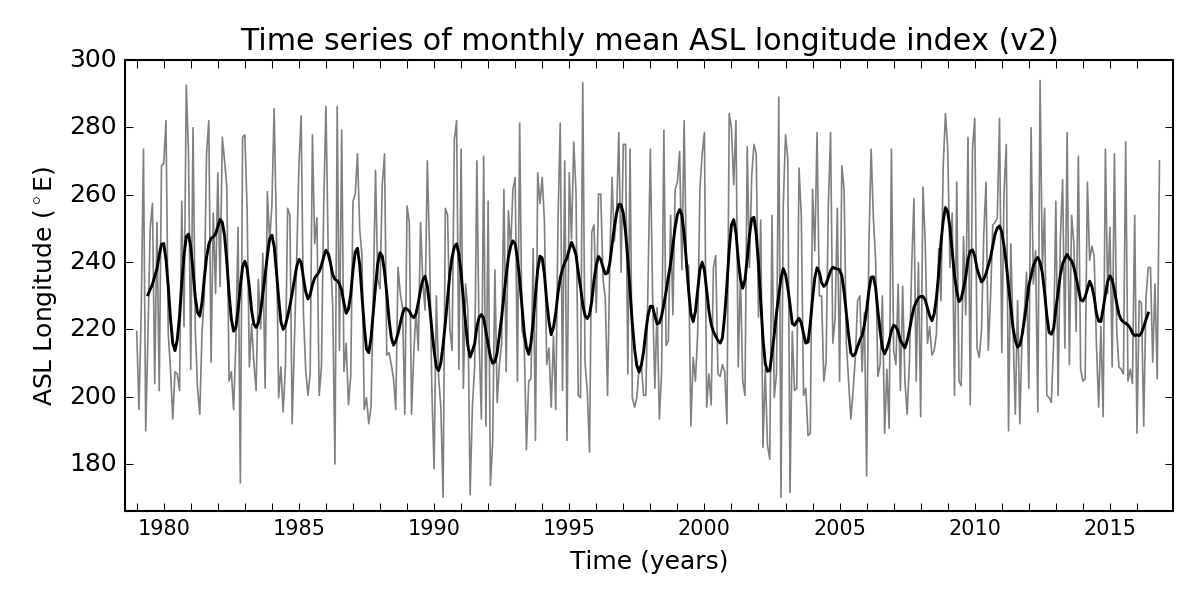 Time series of monthly mean ASL longitude index (v2)
300
280
260
240
220
200
180
ASL Longitude (°E)
1980 1985 1990 1995 2000 2005 2010 2015
Time (years)